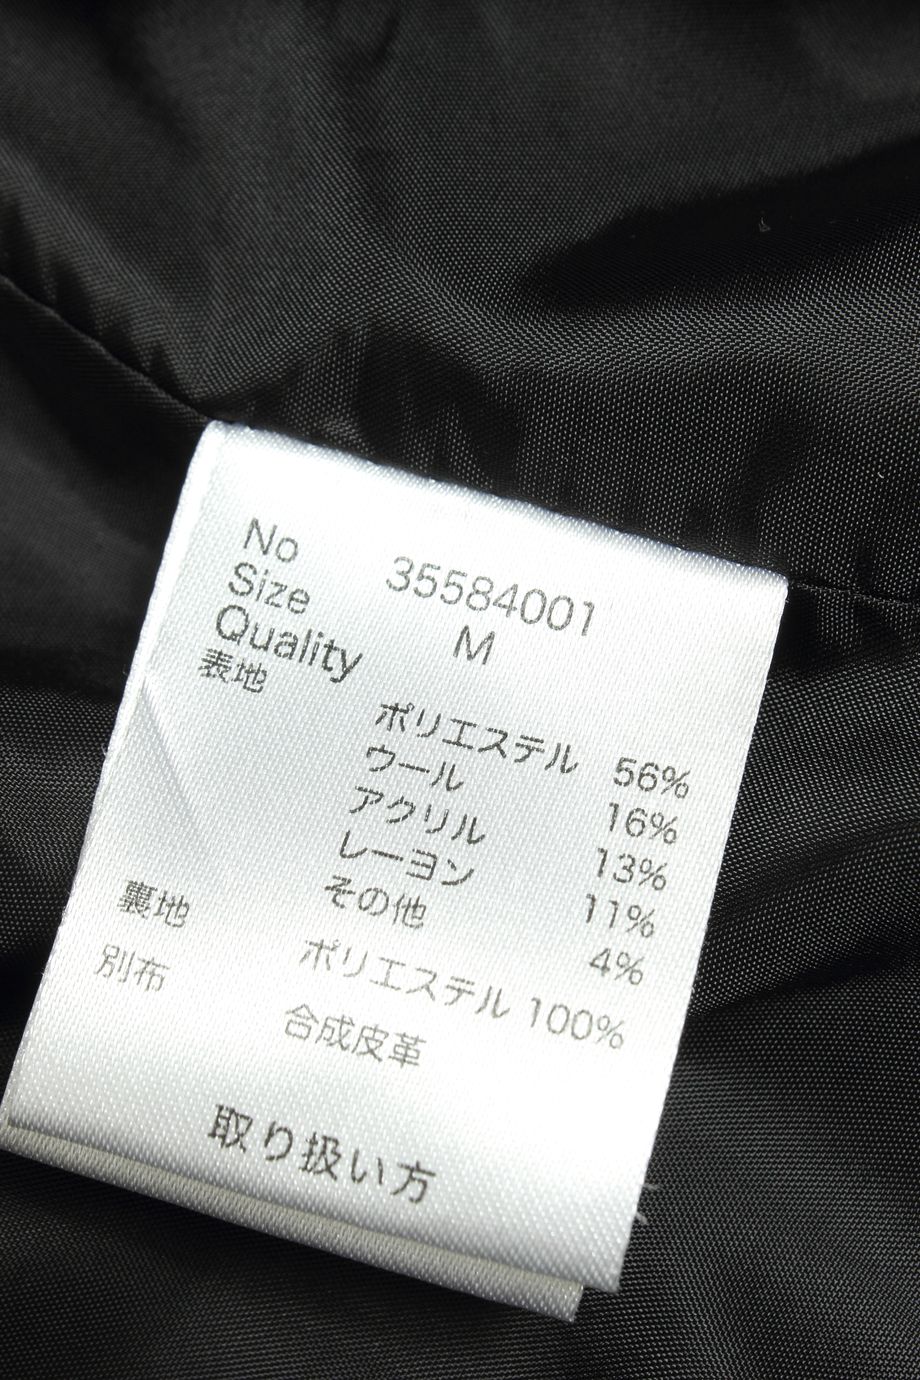 No 35584001
Size M
Quality
表地
ポリエステル 56%
ウール 16%
アクリル 13%
レーヨン 11%
その他 4%
裏地 ポリエステル 100%
別布 合成皮革
取り扱い方